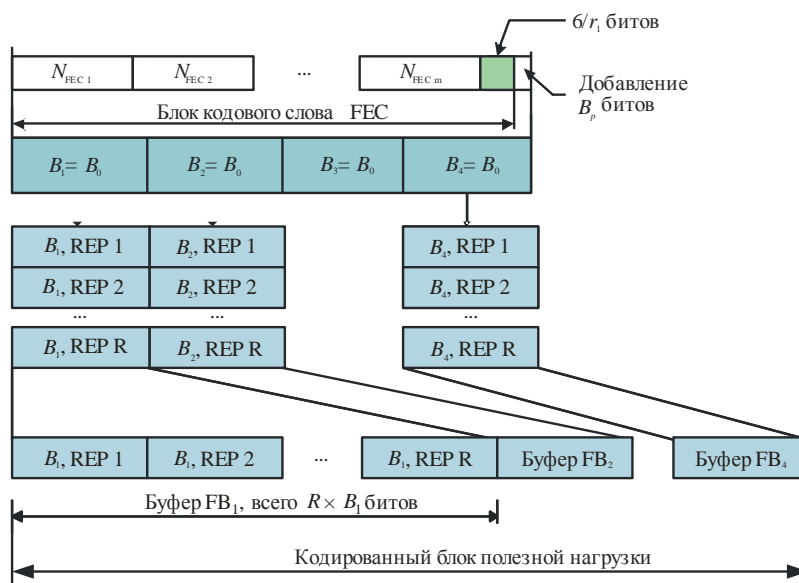 6/r₁ битов
N_FEC 1 N_FEC 2 ... N_FEC m
Добавление
B_p битов
Блок кодового слова FEC
B₁= B₀ B₂= B₀ B₃= B₀ B₄= B₀
B₁, REP 1 B₂, REP 1 B₄, REP 1
B₁, REP 2 B₂, REP 2 B₄, REP 2
... ... ...
B₁, REP R B₂, REP R B₄, REP R
B₁, REP 1 B₁, REP 2 ... B₁, REP R Буфер FB₂ Буфер FB₄
Буфер FB₁, всего R × B₁ битов
Кодированный блок полезной нагрузки